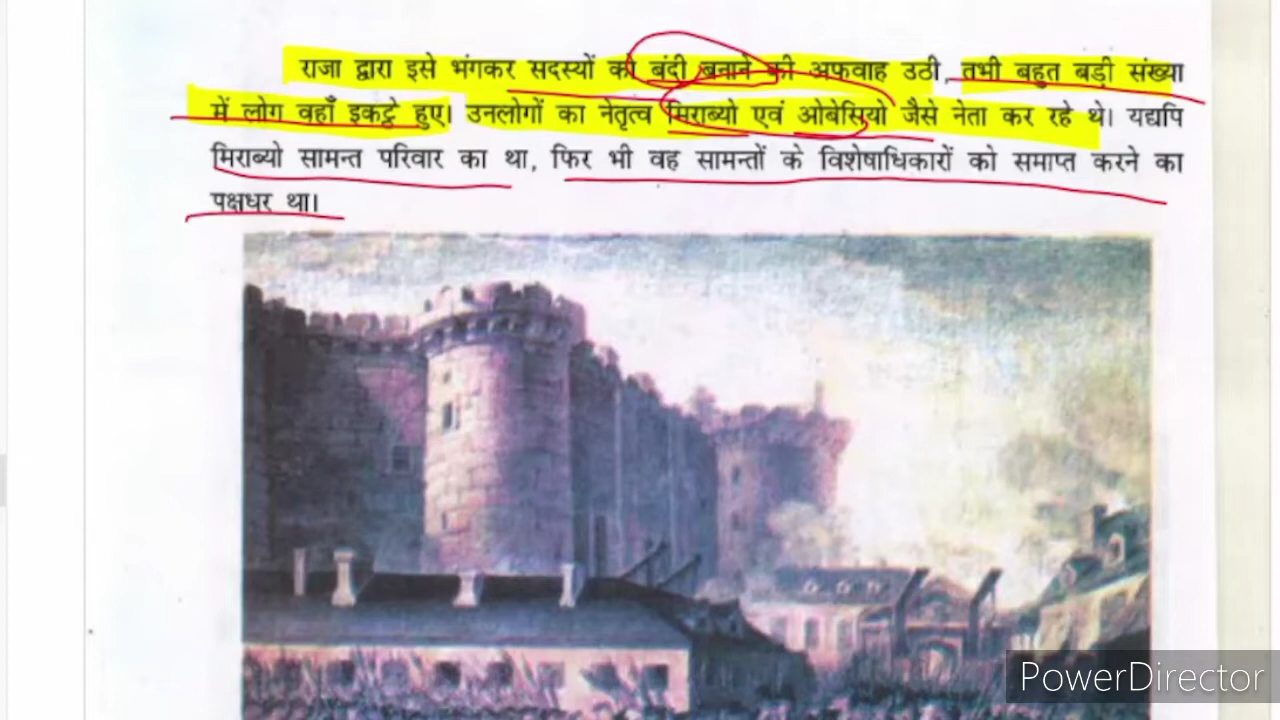 राजा द्वारा इसे भंगकर सदस्यों को बंदी बनाने की अफवाह उठी, तभी बहुत बड़ी संख्या
में लोग वहाँ इकट्ठे हुए। उनलोगों का नेतृत्व मिराब्यो एवं ओबेसियो जैसे नेता कर रहे थे। यद्यपि
मिराब्यो सामन्त परिवार का था, फिर भी वह सामन्तों के विशेषाधिकारों को समाप्त करने का
पक्षधर था।
PowerDirector